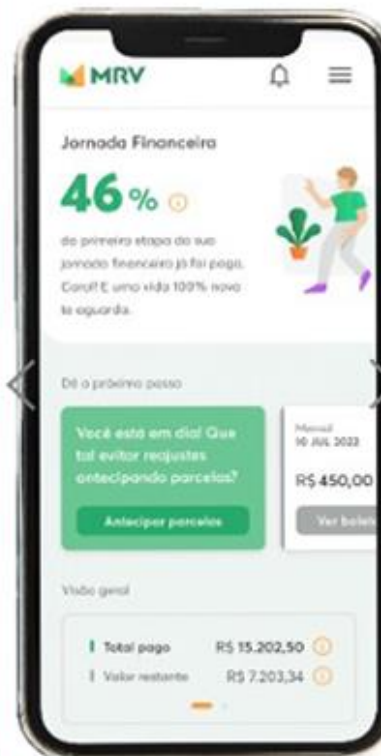 MRV
Jornada Financeira
46%
da primeira etapa da sua
jornada financeira já foi paga,
Carol! E uma vida 100% nova
te aguarda.
Dê o próximo passo
Você está em dia! Que
tal evitar reajustes
antecipando parcelas?
Antecipar parcelas
Mensal
10 JUL 2022
R$ 450,00
Ver bolet
Visão geral
Total pago R$ 15.202,50
Valor restante R$ 7.203,34